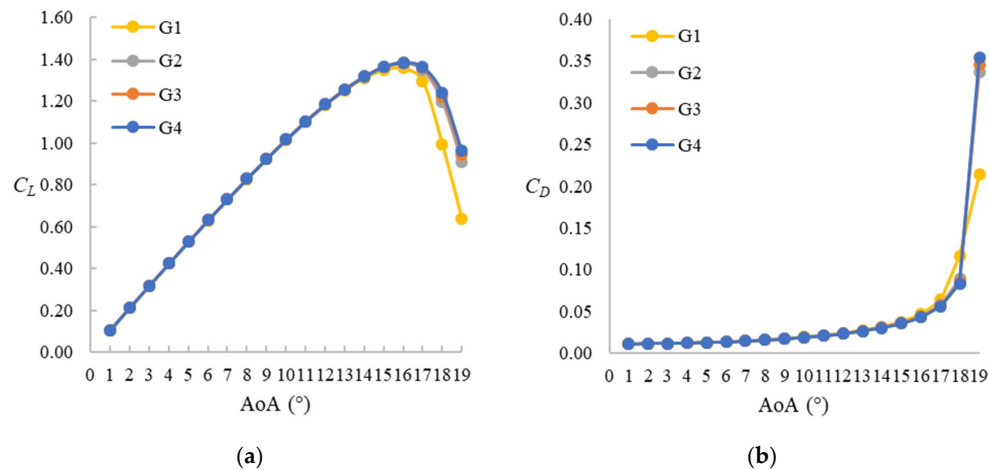 1.60
1.40
1.20
1.00
0.80
0.60
0.40
0.20
0.00
C_L
G1
G2
G3
G4
0 1 2 3 4 5 6 7 8 9 10 11 12 13 14 15 16 17 18 19
AoA (°)
(a)
0.40
0.35
0.30
0.25
0.20
0.15
0.10
0.05
0.00
C_D
G1
G2
G3
G4
0 1 2 3 4 5 6 7 8 9 10 11 12 13 14 15 16 17 18 19
AoA (°)
(b)